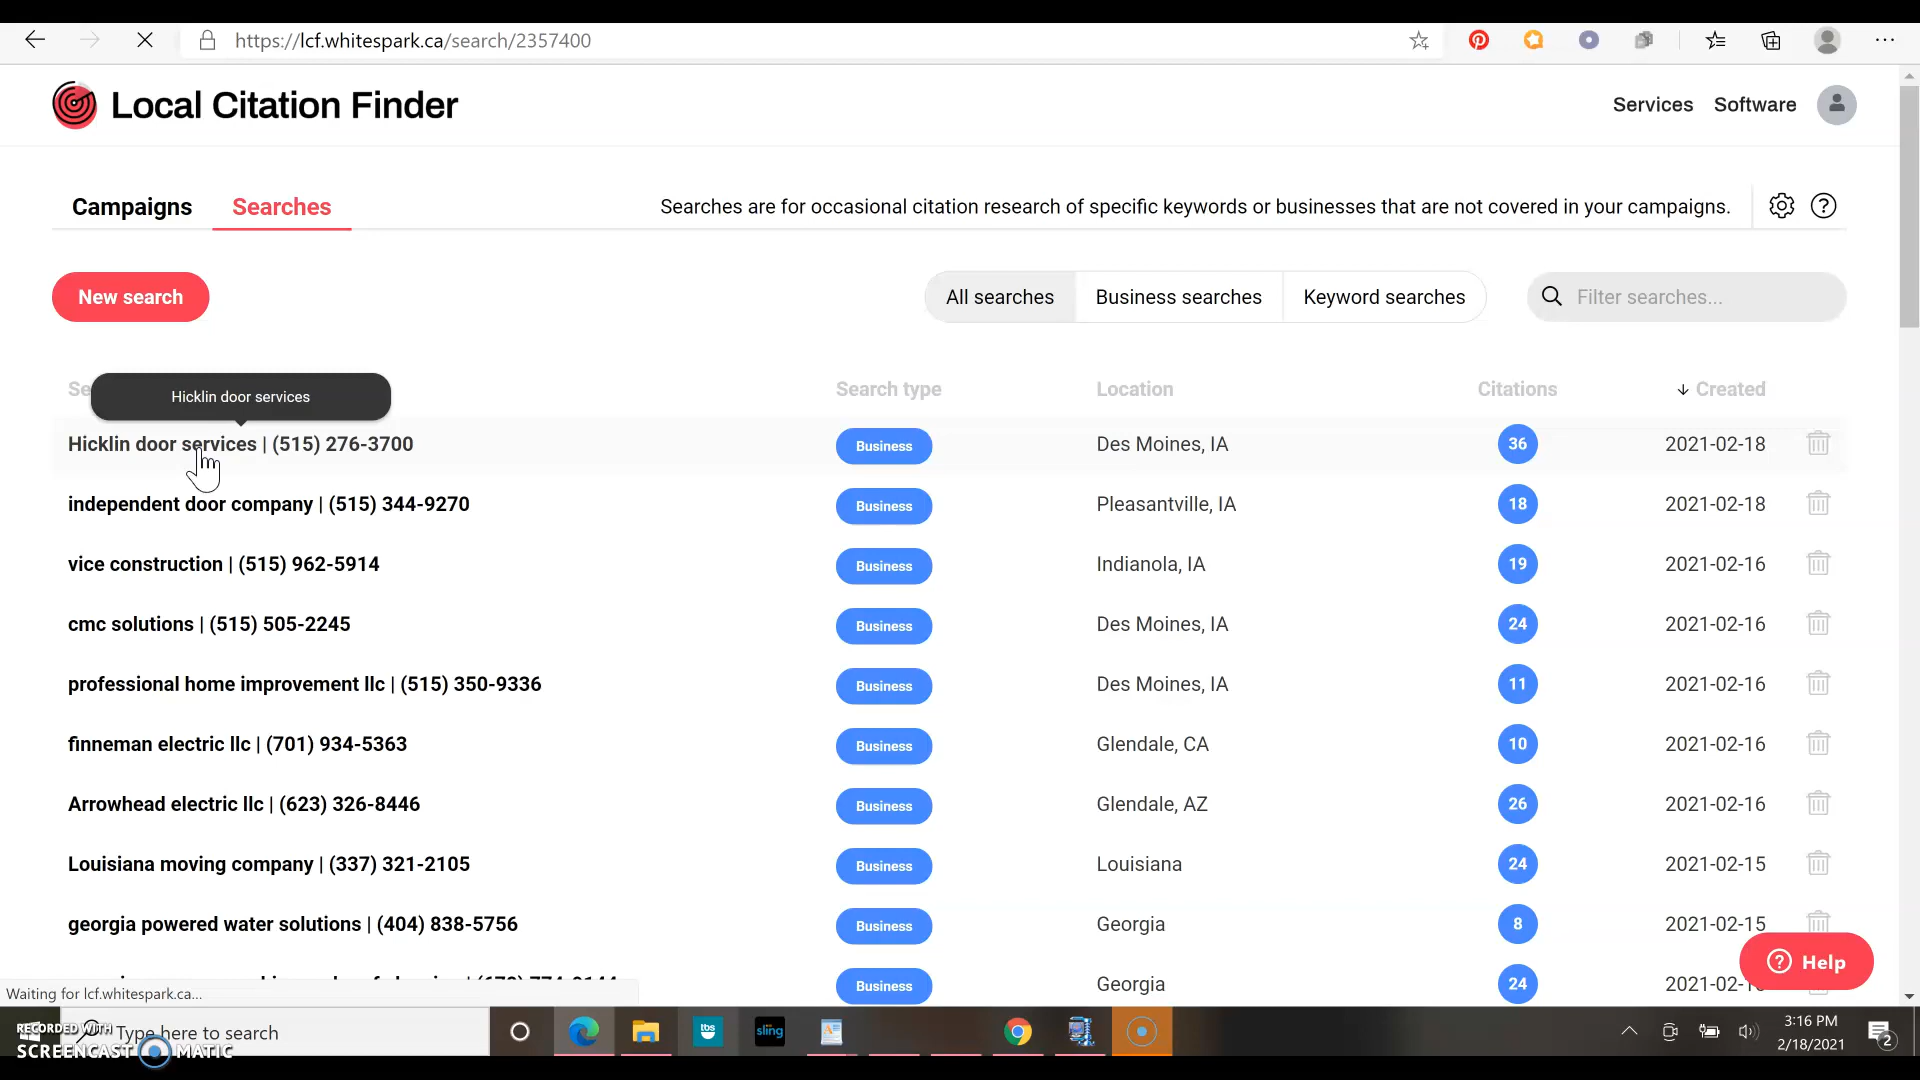 https://lcf.whitespark.ca/search/2357400
Local Citation Finder
Services Software
Campaigns Searches Searches are for occasional citation research of specific keywords or businesses that are not covered in your campaigns.
New search All searches Business searches Keyword searches Filter searches...
Search type Location Citations Created
Hicklin door services
Hicklin door services | (515) 276-3700 Business Des Moines, IA 36 2021-02-18
independent door company | (515) 344-9270 Business Pleasantville, IA 18 2021-02-18
vice construction | (515) 962-5914 Business Indianola, IA 19 2021-02-16
cmc solutions | (515) 505-2245 Business Des Moines, IA 24 2021-02-16
professional home improvement llc | (515) 350-9336 Business Des Moines, IA 11 2021-02-16
finneman electric llc | (701) 934-5363 Business Glendale, CA 10 2021-02-16
Arrowhead electric llc | (623) 326-8446 Business Glendale, AZ 26 2021-02-16
Louisiana moving company | (337) 321-2105 Business Louisiana 24 2021-02-15
georgia powered water solutions | (404) 838-5756 Business Georgia 8 2021-02-15
Business Georgia 24
Help
Waiting for lcf.whitespark.ca...
Type here to search
RECORDED WITH
SCREENCAST MATIC
tbs
sling
3:16 PM
2/18/2021
2